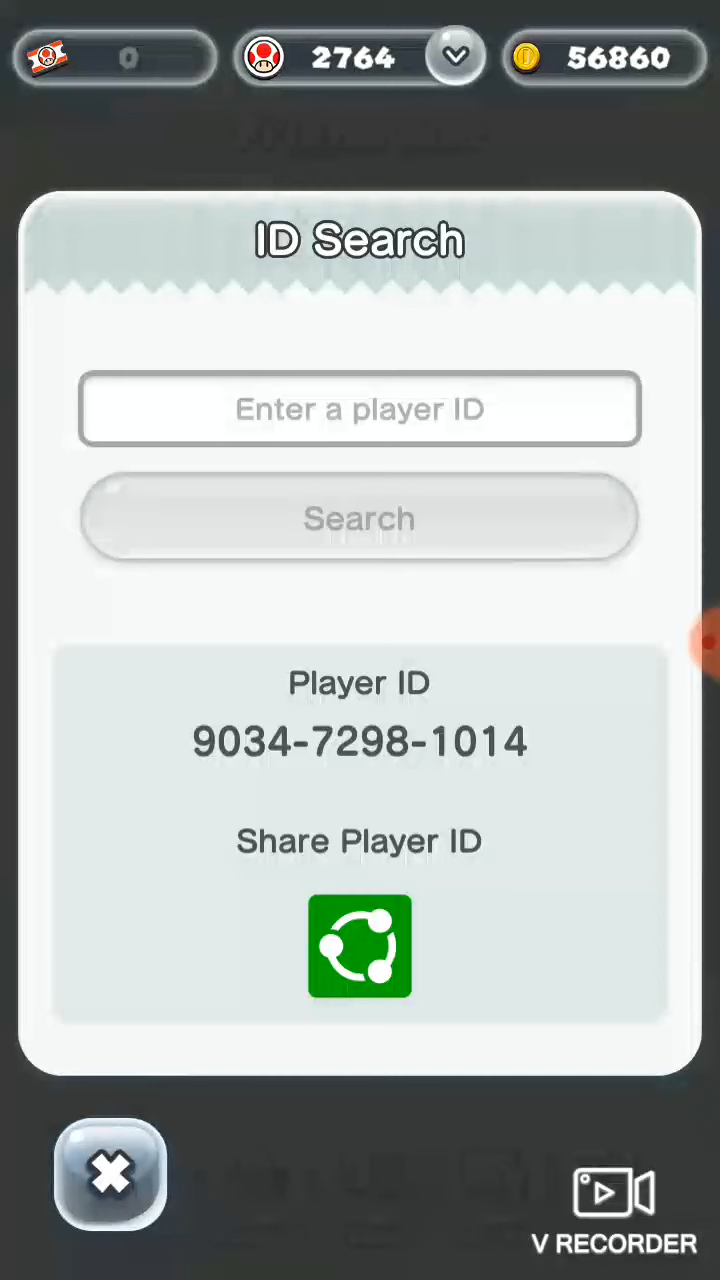 0 2764 56860
ID Search
Enter a player ID
Search
Player ID
9034-7298-1014
Share Player ID
V RECORDER